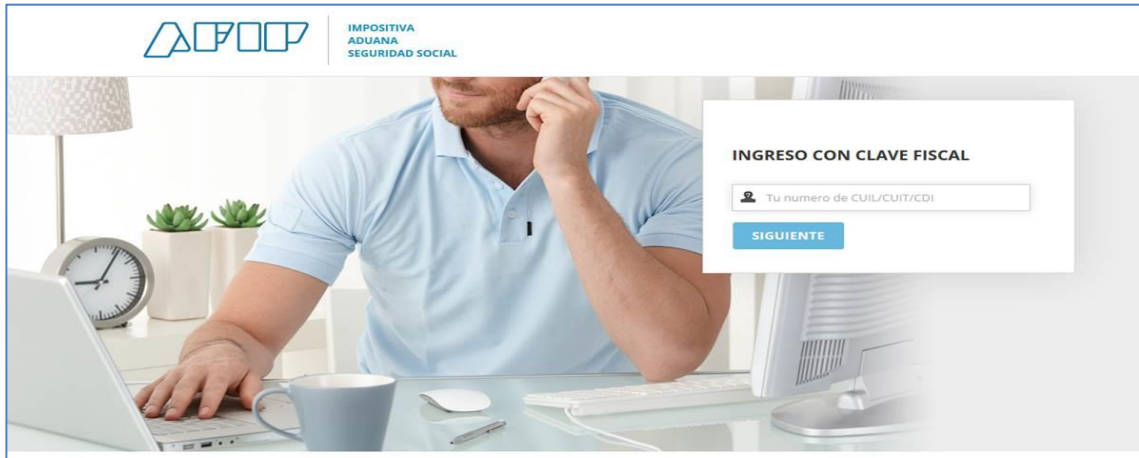 AFIP
IMPOSITIVA
ADUANA
SEGURIDAD SOCIAL
INGRESO CON CLAVE FISCAL
Tu numero de CUIL/CUIT/CDI
SIGUIENTE